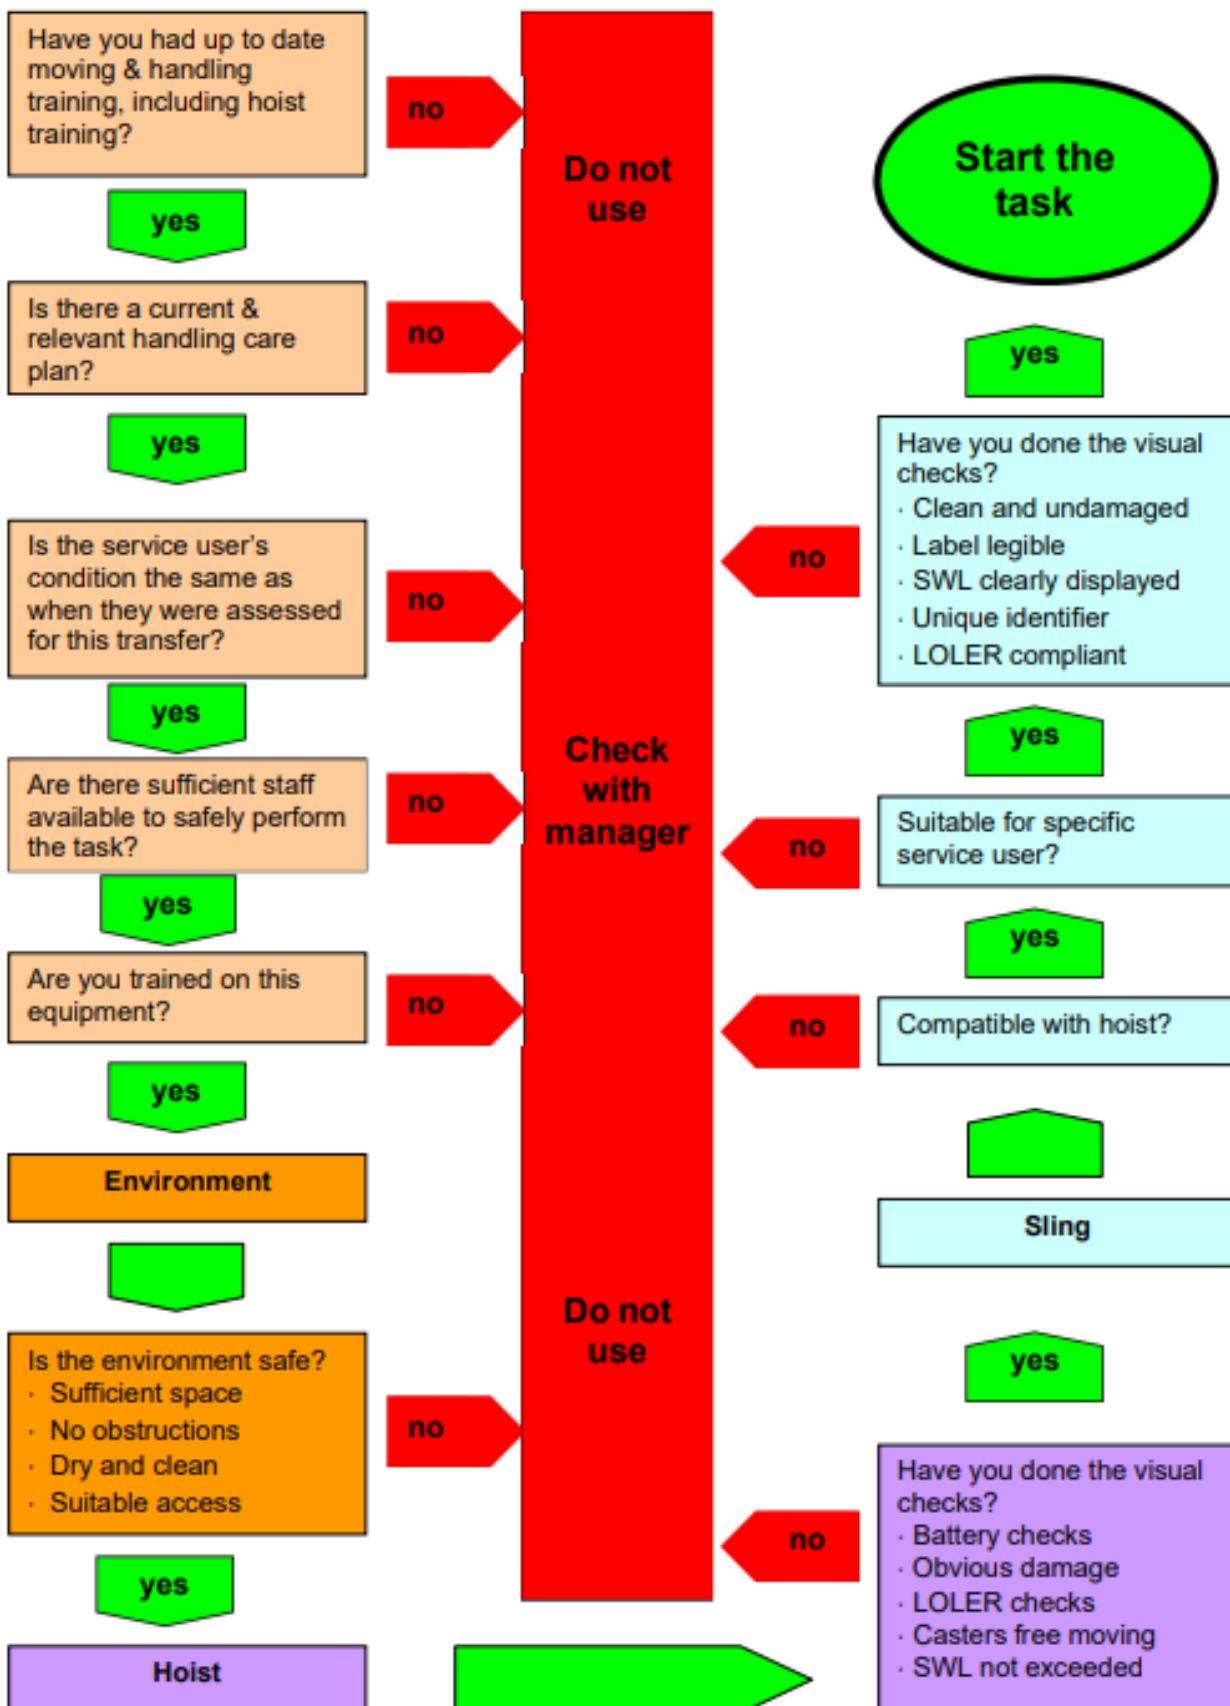 Have you had up to date
moving & handling
training, including hoist
training?
no
yes
Is there a current &
relevant handling care
plan?
no
yes
Is the service user's
condition the same as
when they were assessed
for this transfer?
no
yes
Are there sufficient staff
available to safely perform
the task?
no
yes
Are you trained on this
equipment?
no
yes
Environment
Is the environment safe?
· Sufficient space
· No obstructions
· Dry and clean
· Suitable access
no
yes
Hoist
Do not
use
Check
with
manager
Do not
use
Start the
task
yes
Have you done the visual
checks?
· Clean and undamaged
· Label legible
· SWL clearly displayed
· Unique identifier
· LOLER compliant
no
yes
Suitable for specific
service user?
no
yes
Compatible with hoist?
no
Sling
yes
Have you done the visual
checks?
· Battery checks
· Obvious damage
· LOLER checks
· Casters free moving
· SWL not exceeded
no